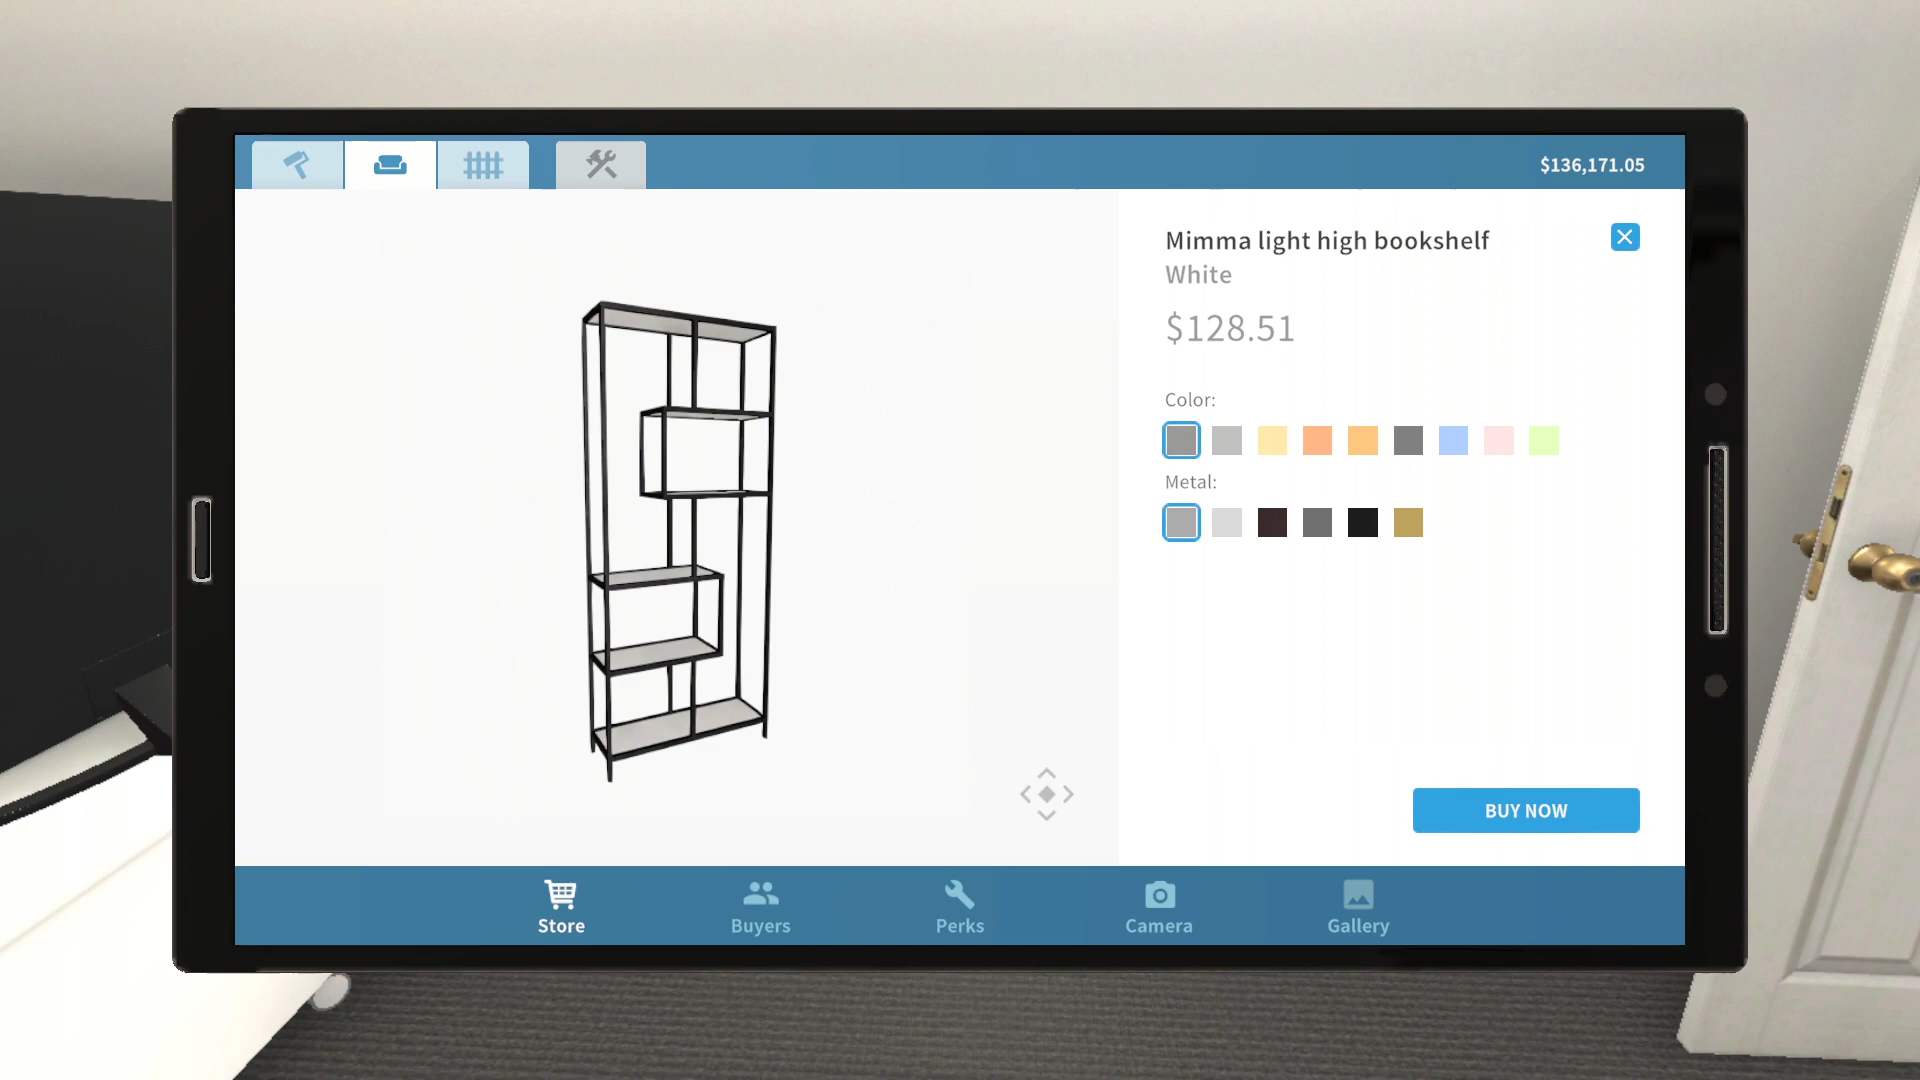 $136,171.05
Mimma light high bookshelf
White
$128.51
Color:
Metal:
BUY NOW
Store
Buyers
Perks
Camera
Gallery